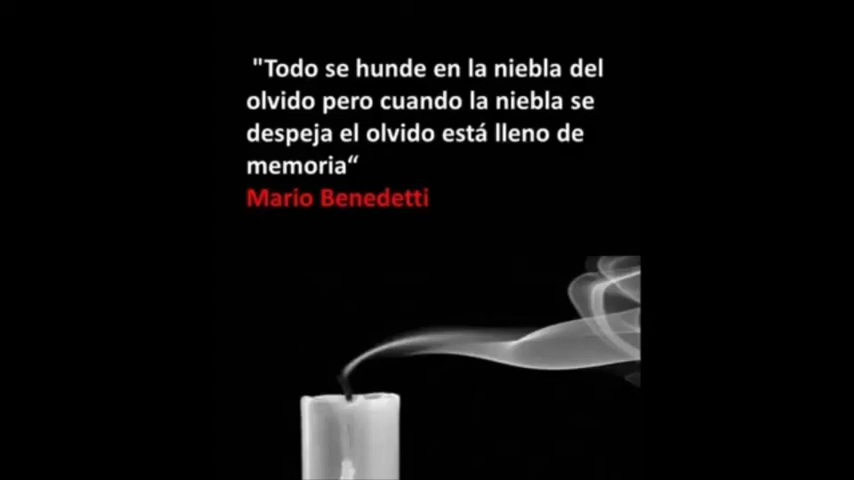 "Todo se hunde en la niebla del
olvido pero cuando la niebla se
despeja el olvido está lleno de
memoria“
Mario Benedetti